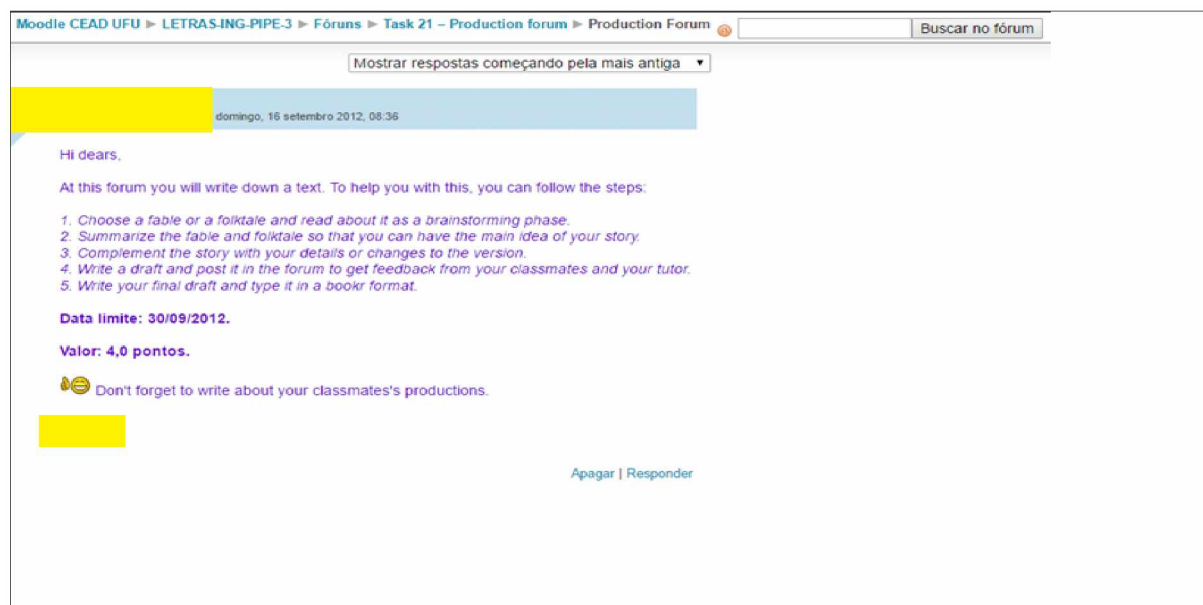 Moodle CEAD UFU ► LETRAS-ING-PIPE-3 ► Fóruns ► Task 21 – Production forum ► Production Forum
Buscar no fórum
Mostrar respostas começando pela mais antiga
domingo, 16 setembro 2012, 08:36
Hi dears,
At this forum you will write down a text. To help you with this, you can follow the steps:
1. Choose a fable or a folktale and read about it as a brainstorming phase.
2. Summarize the fable and folktale so that you can have the main idea of your story.
3. Complement the story with your details or changes to the version.
4. Write a draft and post it in the forum to get feedback from your classmates and your tutor.
5. Write your final draft and type it in a bookr format.
Data limite: 30/09/2012.
Valor: 4,0 pontos.
Don't forget to write about your classmates's productions.
Apagar | Responder